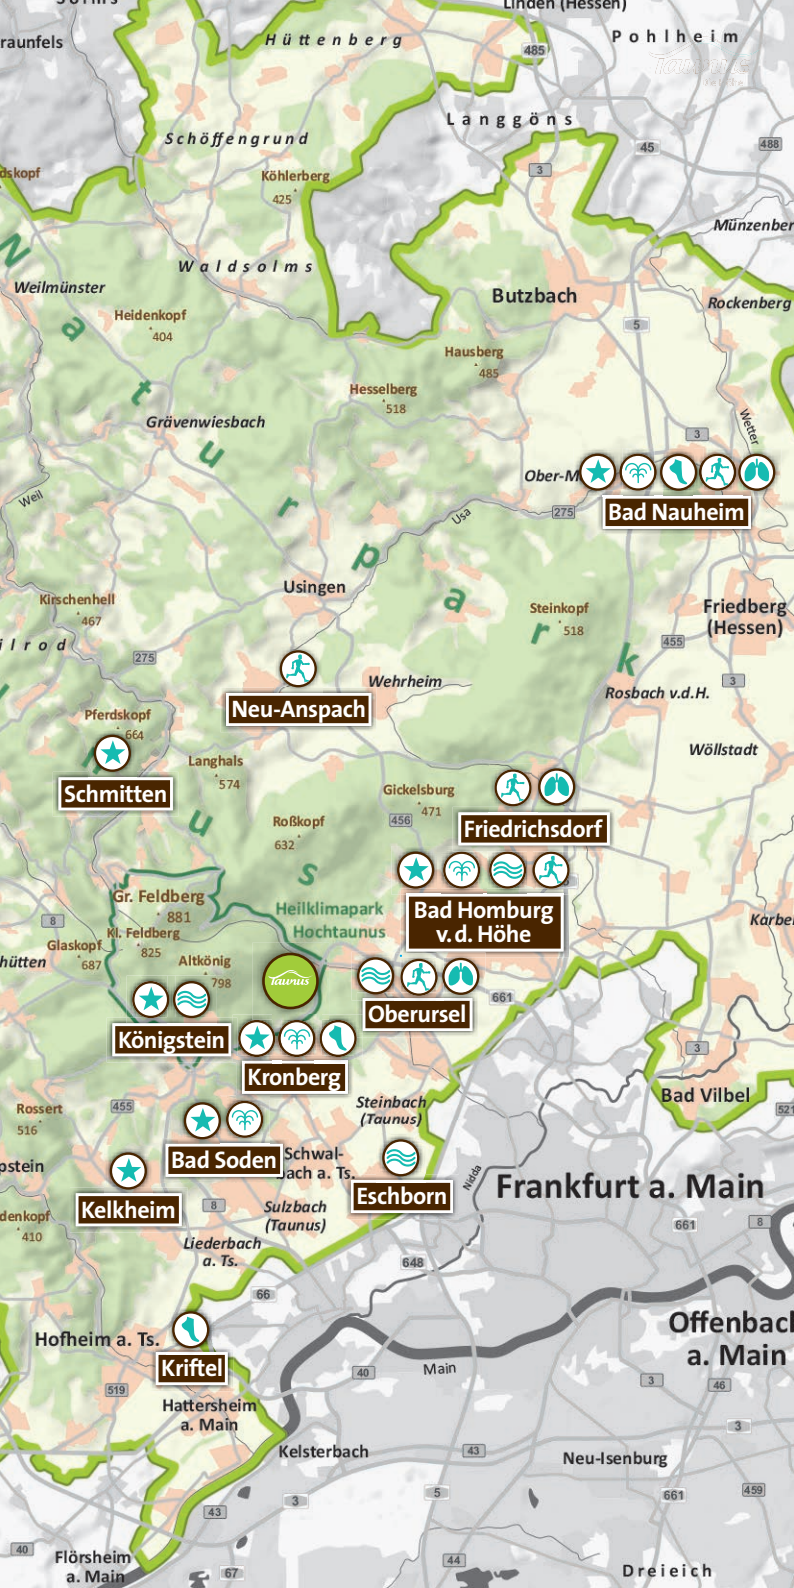 Linden (Hessen)
raunfels
Hüttenberg
485
Pohlheim
Taunus
Langgöns
Schöffengrund
45
488
3
dskopf
Köhlerberg
425
Münzenber
Waldsolms
Weilmünster
Butzbach
Rockenberg
Heidenkopf
404
5
Hausberg
485
Hesselberg
518
Grävenwiesbach
Wetter
3
Ober-M
Weil
Usa
275
Bad Nauheim
Naturpark
Usingen
Kirschenhell
467
Steinkopf
518
Friedberg
(Hessen)
ilrod
275
455
Wehrheim
3
Rosbach v.d.H.
Neu-Anspach
Pferdskopf
664
Wöllstadt
Schmitten
Langhals
574
Gickelsburg
471
456
Friedrichsdorf
Roßkopf
632
u
s
Gr. Feldberg
881
Heilklimapark
Hochtaunus
Bad Homburg
v. d. Höhe
Karbe
8
Kl. Feldberg
825
Glaskopf
687
hütten
Altkönig
798
Taunus
661
Oberursel
Königstein
3
Kronberg
Bad Vilbel
521
Rossert
516
455
Steinbach
(Taunus)
Bad Soden
Schwal-
bach a. Ts.
pstein
Kelkheim
Eschborn
Nidda
Frankfurt a. Main
8
Sulzbach
(Taunus)
661
8
denkopf
410
Liederbach
a. Ts.
648
66
Offenbach
a. Main
Hofheim a. Ts.
Kriftel
Main
40
3
46
519
Hattersheim
a. Main
3
Kelsterbach
43
Neu-Isenburg
5
3
661
459
43
40
Flörsheim
a. Main
44
67
Dreieich